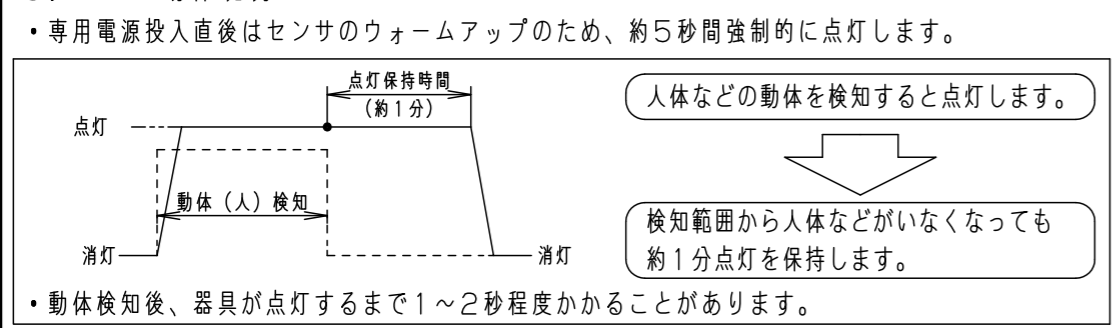 ・専用電源投入直後はセンサのウォームアップのため、約5秒間強制的に点灯します。
点灯保持時間
(約1分)
点灯
動体(人)検知
消灯
消灯
人体などの動体を検知すると点灯します。
検知範囲から人体などがいなくなっても
約1分点灯を保持します。
・動体検知後、器具が点灯するまで1~2秒程度かかることがあります。